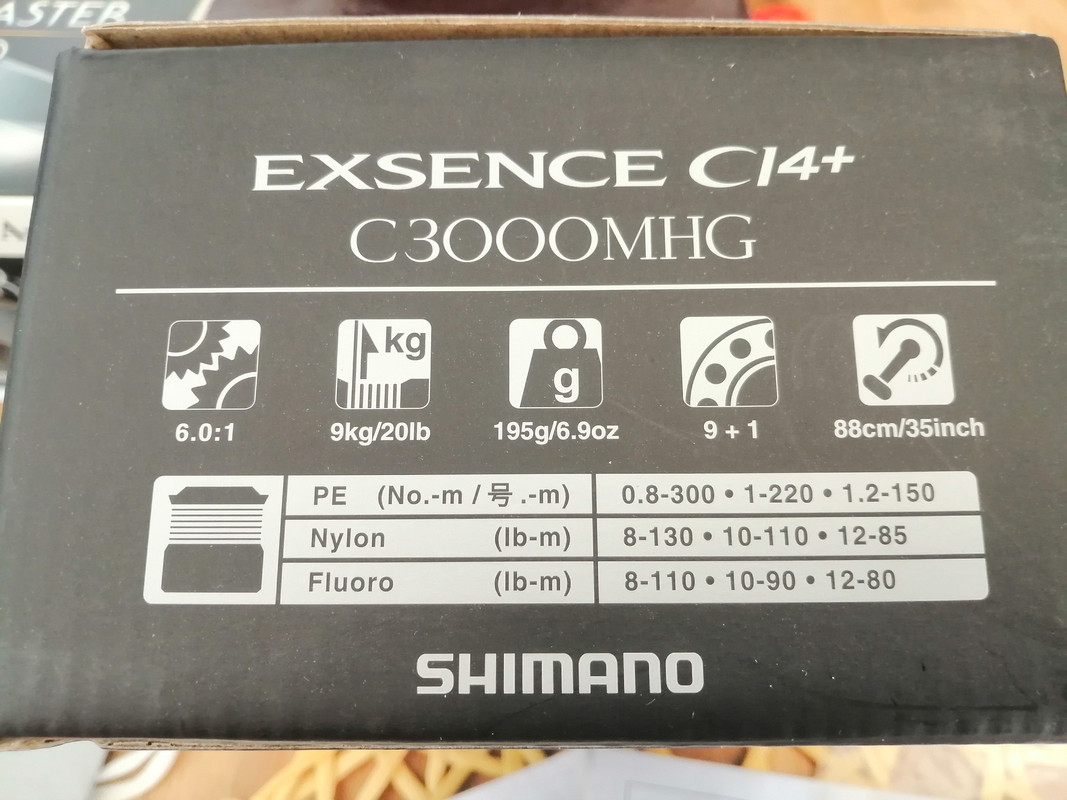 ASTER
EXSENCE CI4+
C3000MHG
kg
g
6.0:1
9kg/20lb
195g/6.9oz
9 + 1
88cm/35inch
PE (No.-m / 号.-m) 0.8-300 • 1-220 • 1.2-150
Nylon (lb-m) 8-130 • 10-110 • 12-85
Fluoro (lb-m) 8-110 • 10-90 • 12-80
SHIMANO